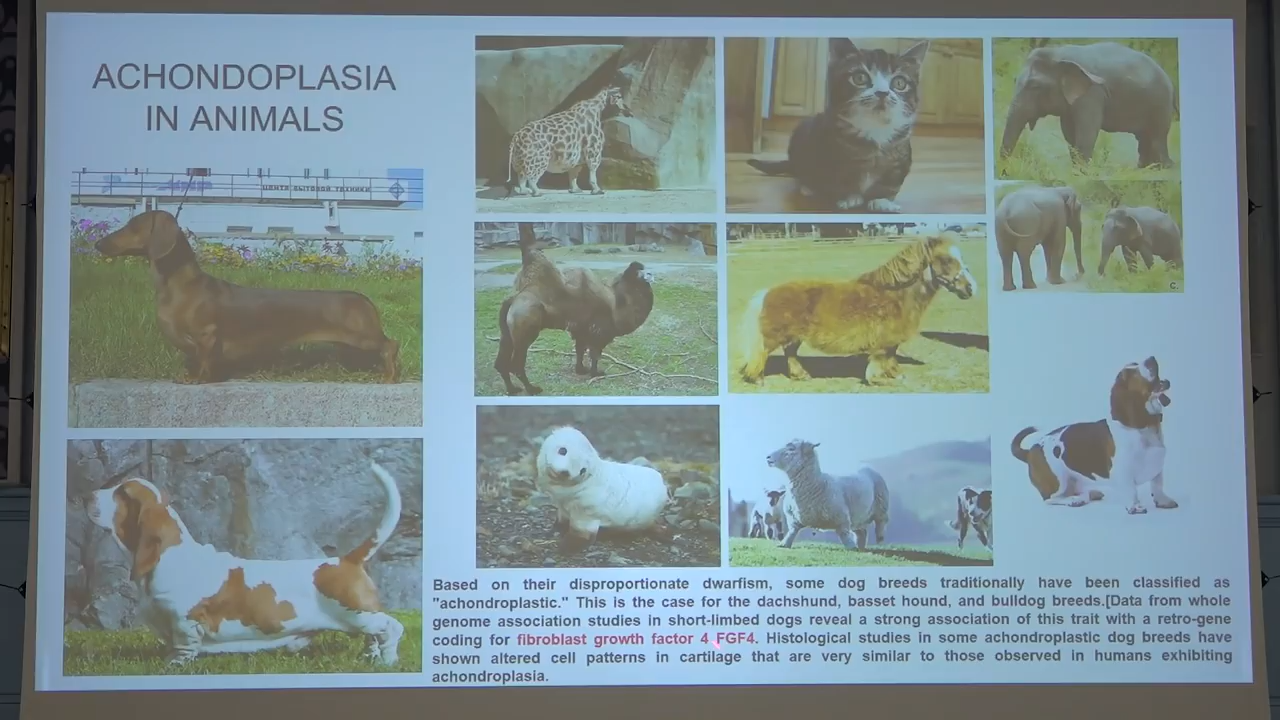 ACHONDOPLASIA
IN ANIMALS
ЦЕНТР БЫТОВОЙ ТЕХНИКИ
C.
Based on their disproportionate dwarfism, some dog breeds traditionally have been classified as
"achondroplastic." This is the case for the dachshund, basset hound, and bulldog breeds.[Data from whole
genome association studies in short-limbed dogs reveal a strong association of this trait with a retro-gene
coding for fibroblast growth factor 4 FGF4. Histological studies in some achondroplastic dog breeds have
shown altered cell patterns in cartilage that are very similar to those observed in humans exhibiting
achondroplasia.